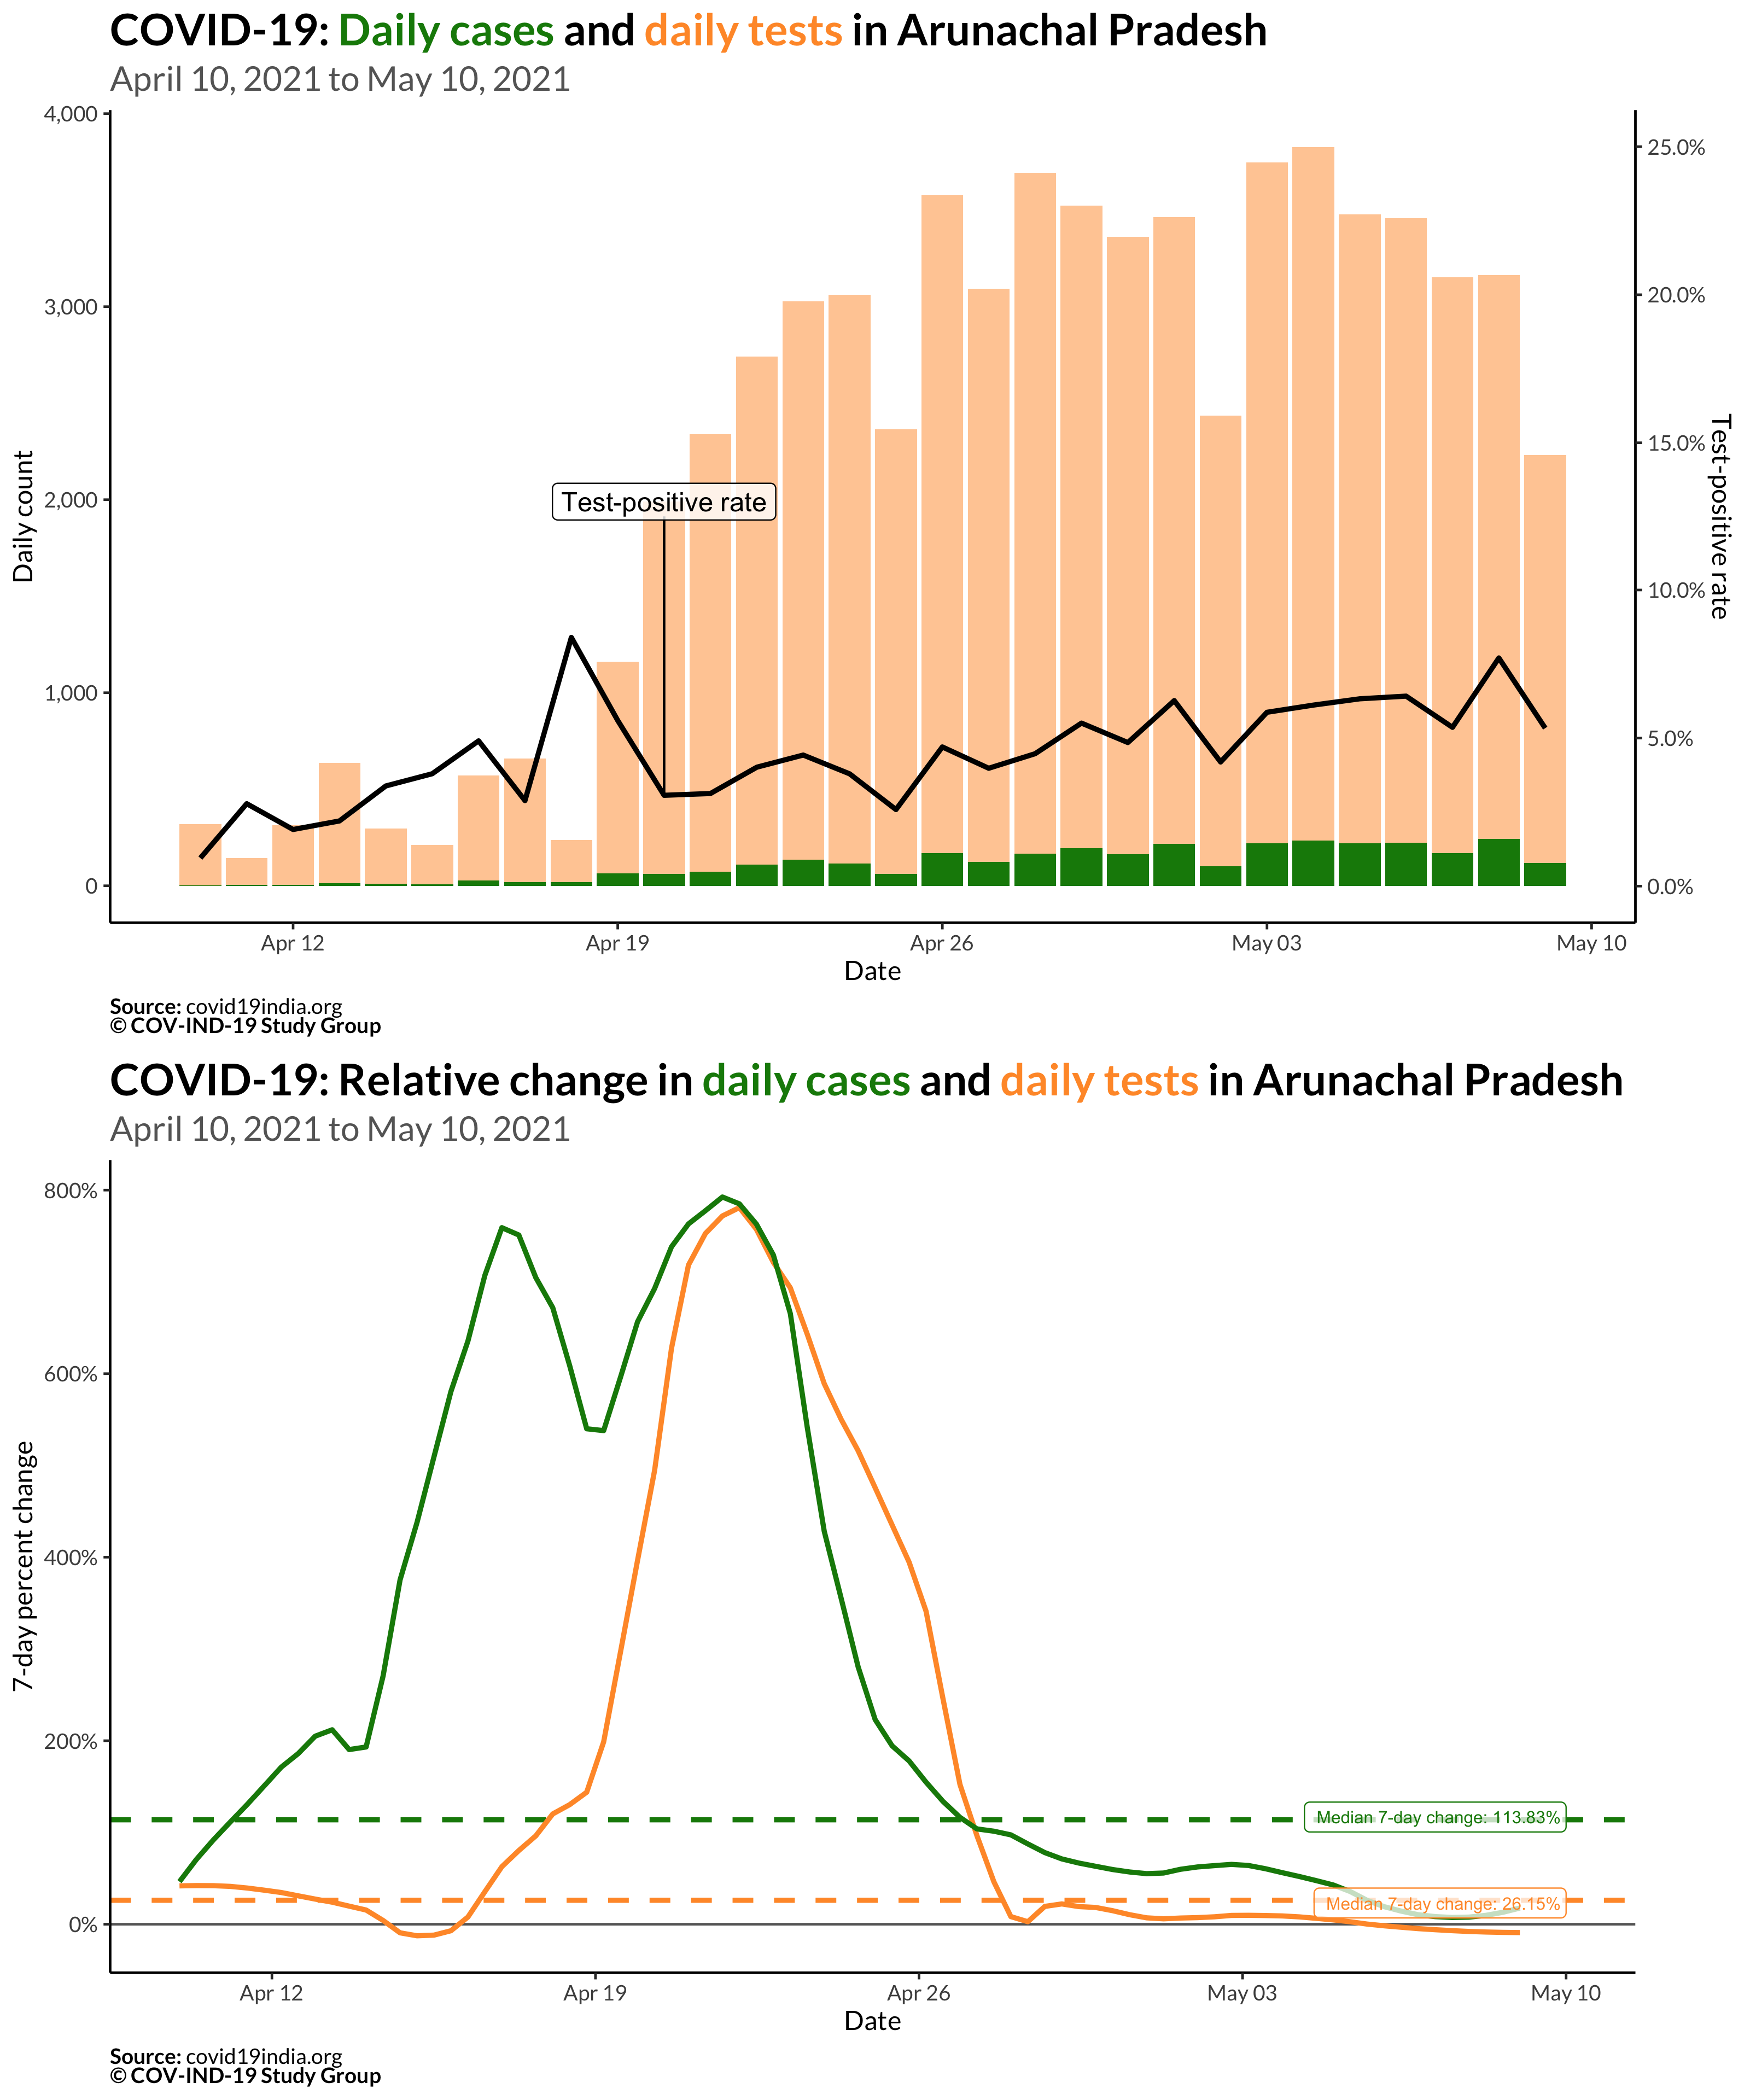 COVID-19: Daily cases and daily tests in Arunachal Pradesh
April 10, 2021 to May 10, 2021
4,000
3,000
2,000
1,000
0
Daily count
25.0%
20.0%
15.0%
10.0%
5.0%
0.0%
Test-positive rate
Test-positive rate
Apr 12
Apr 19
Apr 26
May 03
May 10
Date
Source: covid19india.org
© COV-IND-19 Study Group
COVID-19: Relative change in daily cases and daily tests in Arunachal Pradesh
April 10, 2021 to May 10, 2021
800%
600%
400%
200%
0%
7-day percent change
Median 7-day change: 113.83%
Median 7-day change: 26.15%
Apr 12
Apr 19
Apr 26
May 03
May 10
Date
Source: covid19india.org
© COV-IND-19 Study Group